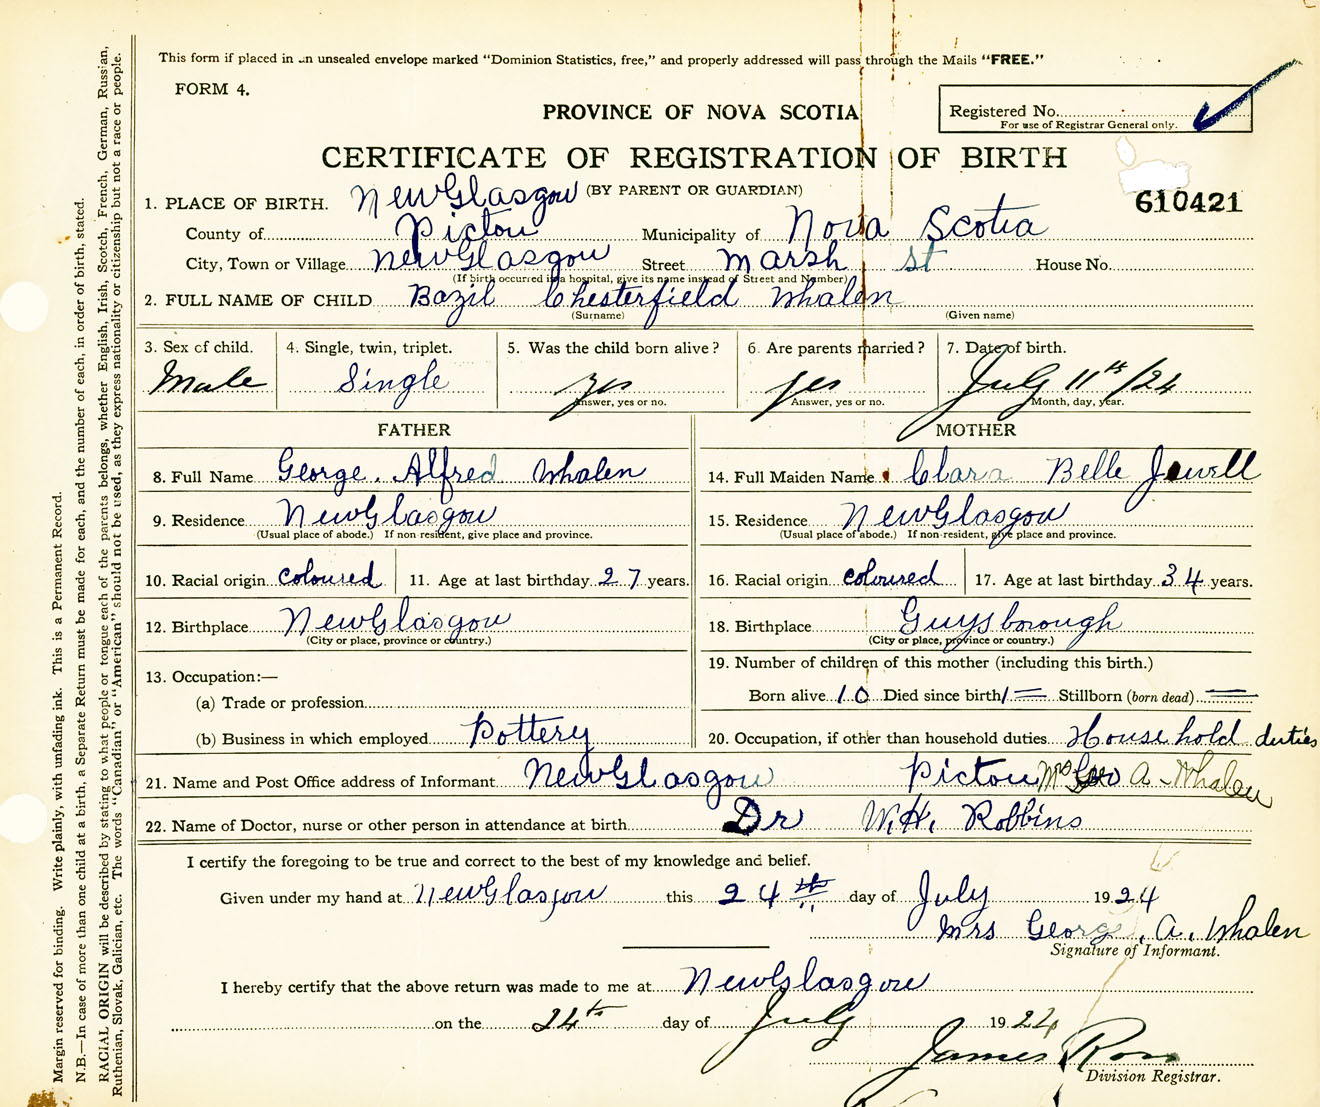 This form if placed in an unsealed envelope marked "Dominion Statistics, free," and properly addressed will pass through the Mails "FREE."
FORM 4.
PROVINCE OF NOVA SCOTIA
Registered No.
For use of Registrar General only.
CERTIFICATE OF REGISTRATION OF BIRTH
(BY PARENT OR GUARDIAN)
610421
1. PLACE OF BIRTH. New Glasgow
County of Pictou Municipality of Nova Scotia
City, Town or Village New Glasgow Street Marsh st House No.
(If birth occurred in a hospital, give its name instead of Street and Number)
2. FULL NAME OF CHILD Bazil Chesterfield Whalen
(Surname) (Given name)
3. Sex of child. 4. Single, twin, triplet. 5. Was the child born alive? 6. Are parents married? 7. Date of birth.
Male Single yes yes July 11th/24
Answer, yes or no. Answer, yes or no. Month, day, year.
FATHER MOTHER
8. Full Name George. Alfred Whalen 14. Full Maiden Name Clara Belle Jewell
9. Residence New Glasgow 15. Residence New Glasgow
(Usual place of abode.) If non-resident, give place and province. (Usual place of abode.) If non-resident, give place and province.
10. Racial origin coloured 11. Age at last birthday 27 years. 16. Racial origin coloured 17. Age at last birthday 34 years.
12. Birthplace New Glasgow 18. Birthplace Guysborough
(City or place, province or country.) (City or place, province or country.)
13. Occupation:— 19. Number of children of this mother (including this birth.)
(a) Trade or profession Born alive 10 Died since birth 1 Stillborn (born dead)
(b) Business in which employed Pottery 20. Occupation, if other than household duties Household duties
21. Name and Post Office address of Informant New Glasgow Pictou Mrs Geo A. Whalen
22. Name of Doctor, nurse or other person in attendance at birth Dr W.H. Robbins
I certify the foregoing to be true and correct to the best of my knowledge and belief.
Given under my hand at New Glasgow this 24th day of July 1924
Mrs George. A. Whalen
Signature of Informant.
I hereby certify that the above return was made to me at New Glasgow
on the 24th day of July 1924
James Ross
Division Registrar.
Margin reserved for binding. Write plainly, with unfading ink. This is a Permanent Record.
N.B.—In case of more than one child at a birth, a Separate Return must be made for each, and the number of each, in order of birth, stated.
RACIAL ORIGIN will be described by stating to what people or tongue each of the parents belongs, whether English, Irish, Scotch, French, German, Russian,
Ruthenian, Slovak, Galician, etc. The words "Canadian" or "American" should not be used, as they express nationality or citizenship but not a race or people.